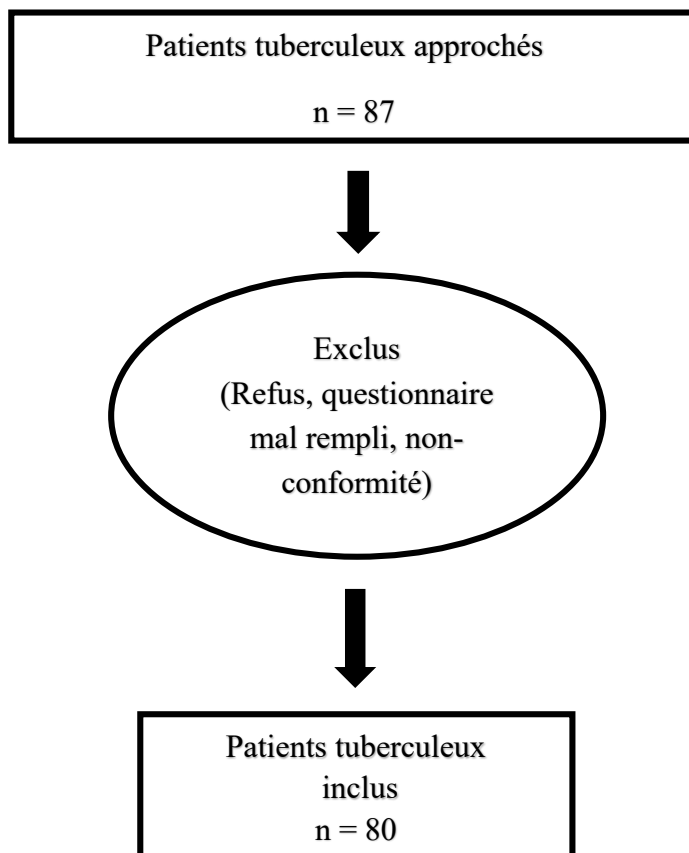 Patients tuberculeux approchés
n = 87
Exclus
(Refus, questionnaire
mal rempli, non-
conformité)
Patients tuberculeux
inclus
n = 80